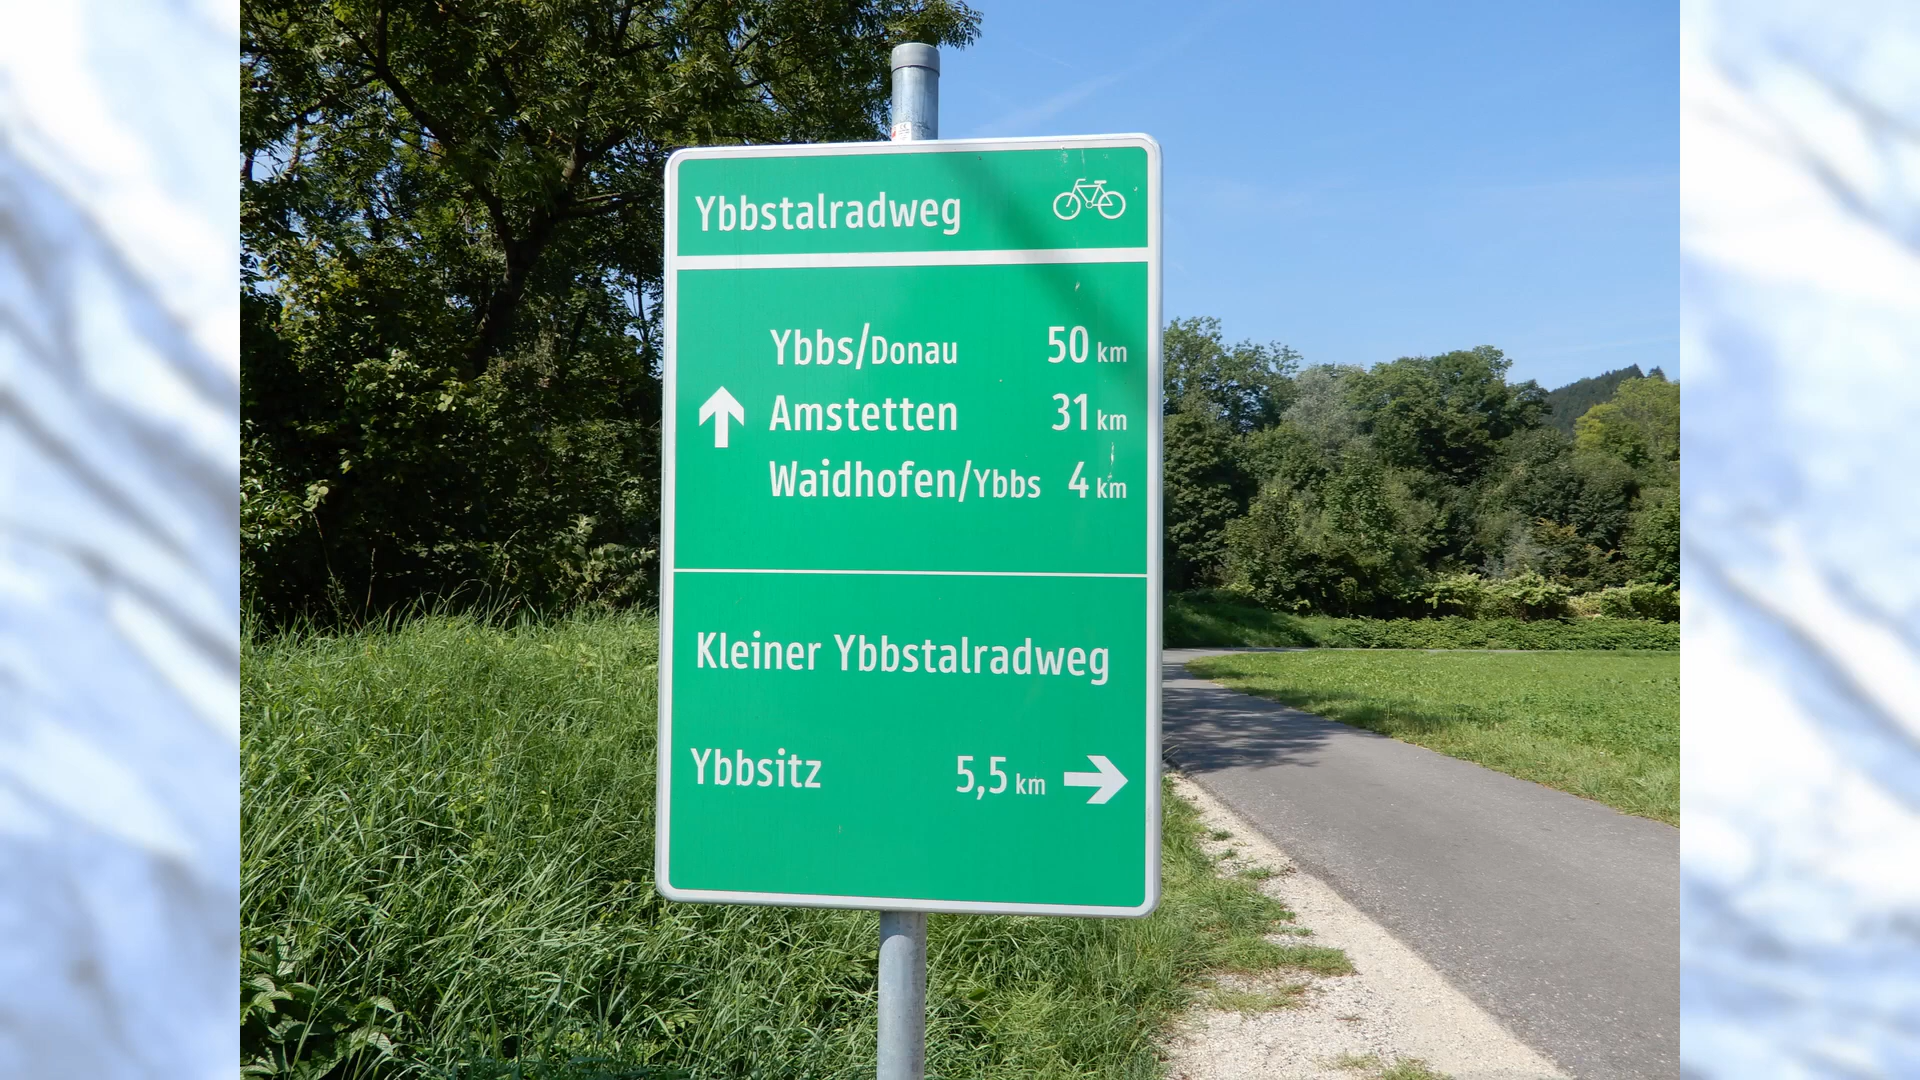 Ybbstalradweg
Ybbs/Donau 50 km
Amstetten 31 km
Waidhofen/Ybbs 4 km
Kleiner Ybbstalradweg
Ybbsitz 5,5 km